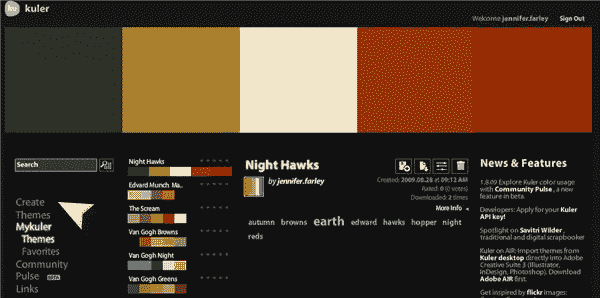 ku kuler
Welcome jennifer.farley Sign Out
Search
Create
Themes
Mykuler
Themes
Favorites
Community
Pulse BETA
Links
Night Hawks
Edvard Munch Ma..
The Scream
Van Gogh Browns
Van Gogh Night
Van Gogh Greens
Night Hawks
by jennifer.farley
Created: 2009.08.28 at 09:12 AM
Rated: 0 (0 votes)
Downloaded: 2 times
More Info
autumn browns earth edward hawks hopper night
reds
News & Features
1.8.09 Explore Kuler color usage
with Community Pulse, a new
feature in beta.
Developers: Apply for your Kuler
API key!
Spotlight on Savitri Wilder,
traditional and digital scrapbooker
Kuler on AIR: Import themes from
Kuler desktop directly into Adobe
Creative Suite 3 (Illustrator,
InDesign, Photoshop). Download
Adobe AIR first.
Get inspired by flickr images: